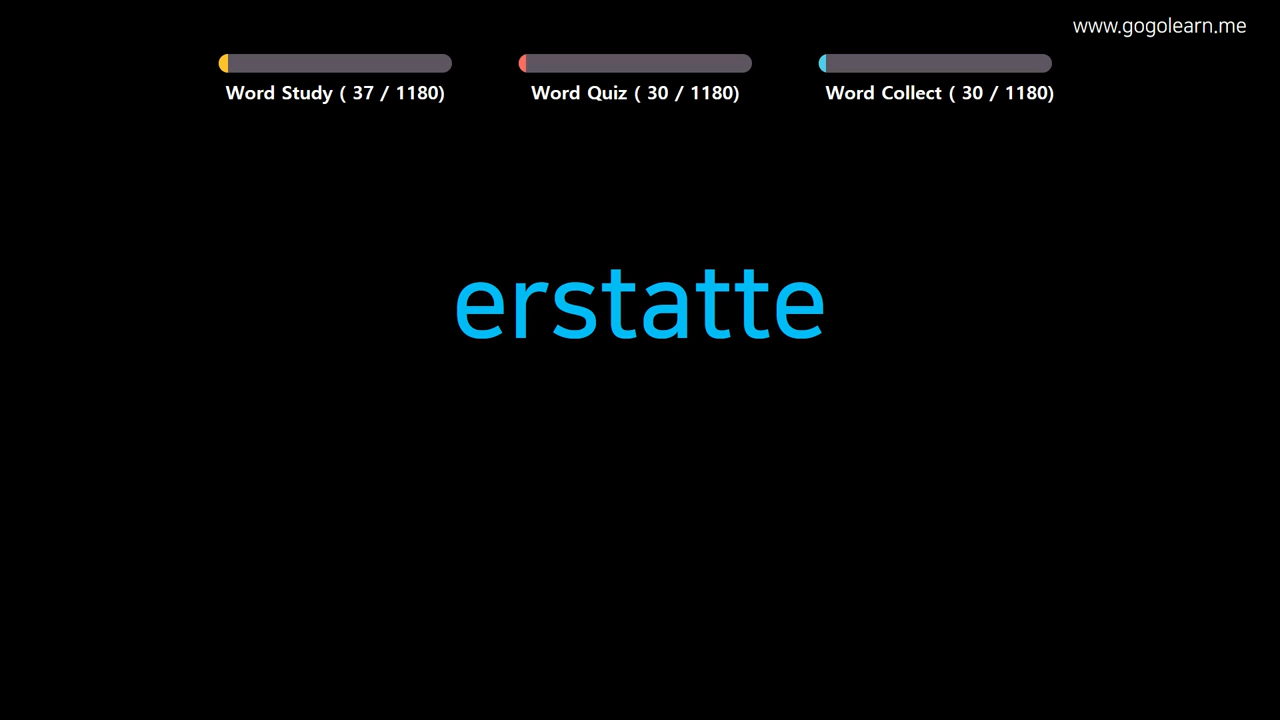 www.gogolearn.me
Word Study ( 37 / 1180)
Word Quiz ( 30 / 1180)
Word Collect ( 30 / 1180)
erstatte